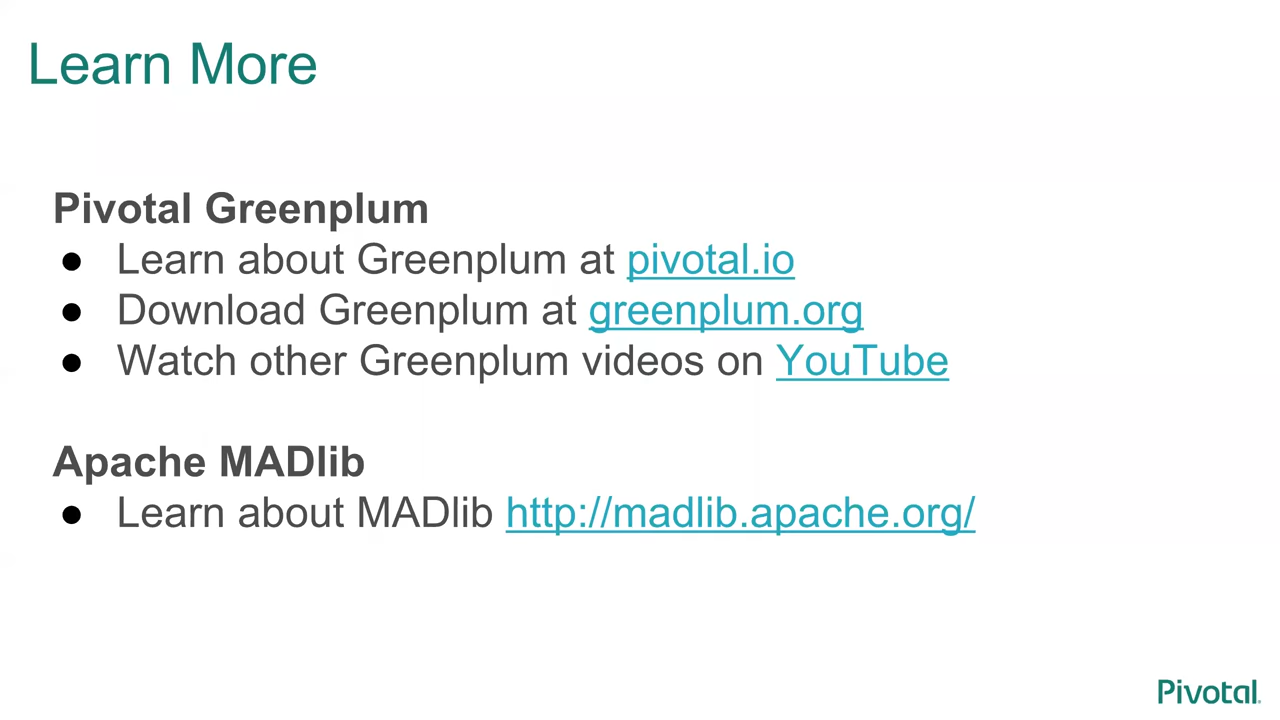 Learn More
Pivotal Greenplum
● Learn about Greenplum at pivotal.io
● Download Greenplum at greenplum.org
● Watch other Greenplum videos on YouTube
Apache MADlib
● Learn about MADlib http://madlib.apache.org/
Pivotal.